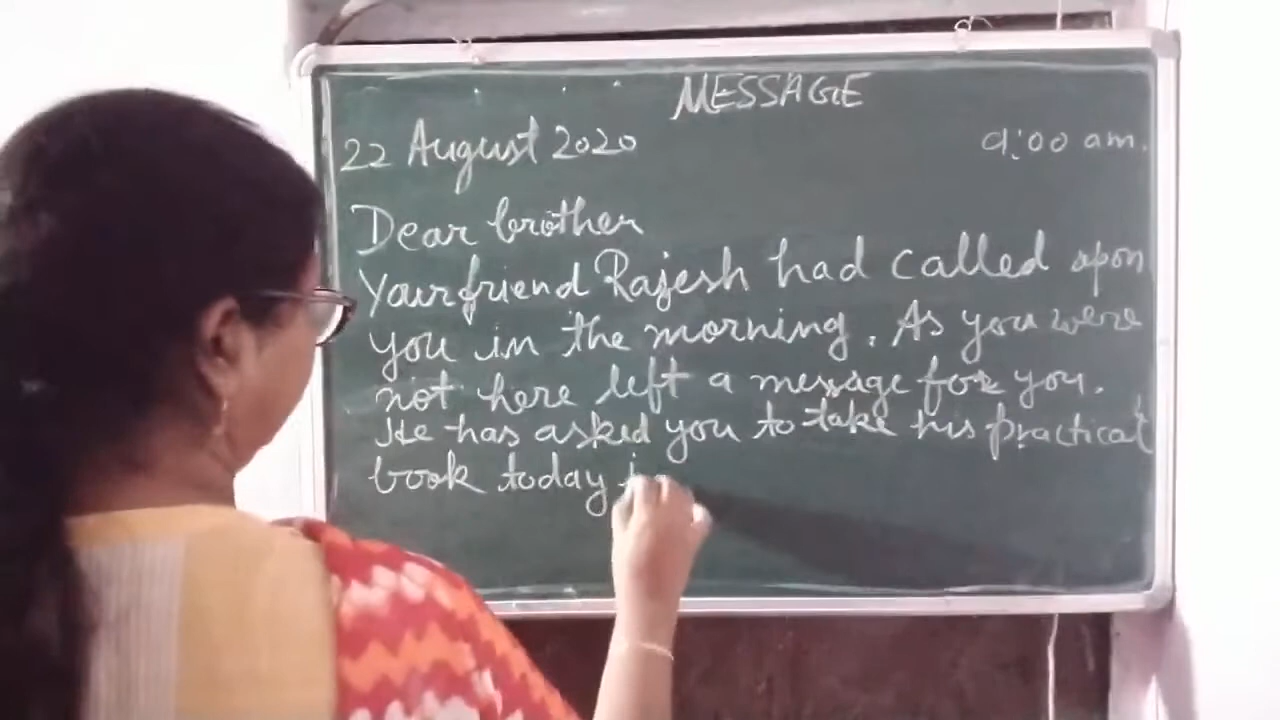 MESSAGE
22 August 2020 9:00 am.
Dear brother
Your friend Rajesh had called upon
you in the morning. As you were
not here left a message for you.
He has asked you to take his practical
book today